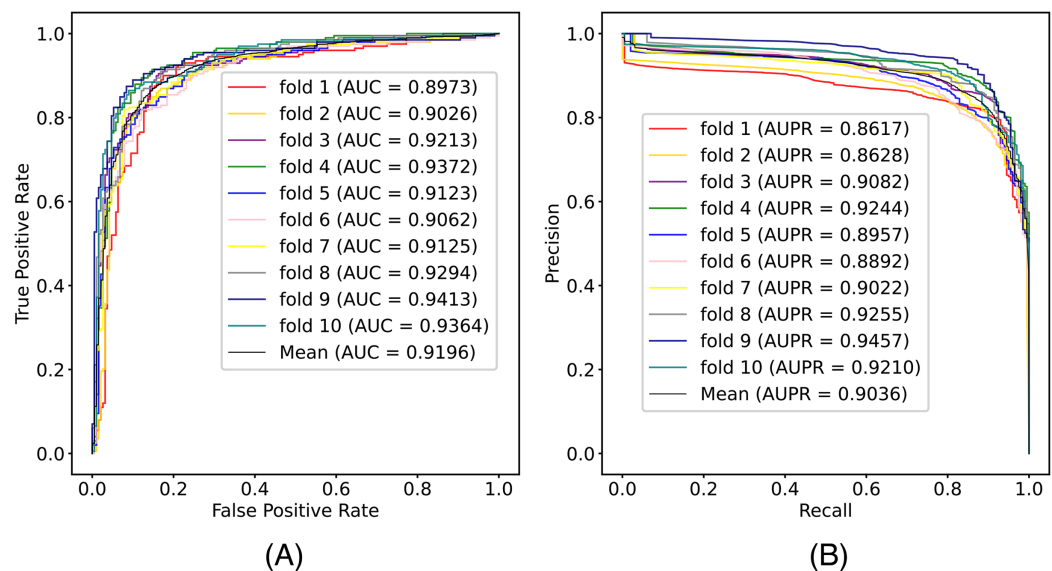 1.0
0.8
0.6
0.4
0.2
0.0
True Positive Rate
fold 1 (AUC = 0.8973)
fold 2 (AUC = 0.9026)
fold 3 (AUC = 0.9213)
fold 4 (AUC = 0.9372)
fold 5 (AUC = 0.9123)
fold 6 (AUC = 0.9062)
fold 7 (AUC = 0.9125)
fold 8 (AUC = 0.9294)
fold 9 (AUC = 0.9413)
fold 10 (AUC = 0.9364)
Mean (AUC = 0.9196)
0.0 0.2 0.4 0.6 0.8 1.0
False Positive Rate
(A)
1.0
0.8
0.6
0.4
0.2
0.0
Precision
fold 1 (AUPR = 0.8617)
fold 2 (AUPR = 0.8628)
fold 3 (AUPR = 0.9082)
fold 4 (AUPR = 0.9244)
fold 5 (AUPR = 0.8957)
fold 6 (AUPR = 0.8892)
fold 7 (AUPR = 0.9022)
fold 8 (AUPR = 0.9255)
fold 9 (AUPR = 0.9457)
fold 10 (AUPR = 0.9210)
Mean (AUPR = 0.9036)
0.0 0.2 0.4 0.6 0.8 1.0
Recall
(B)